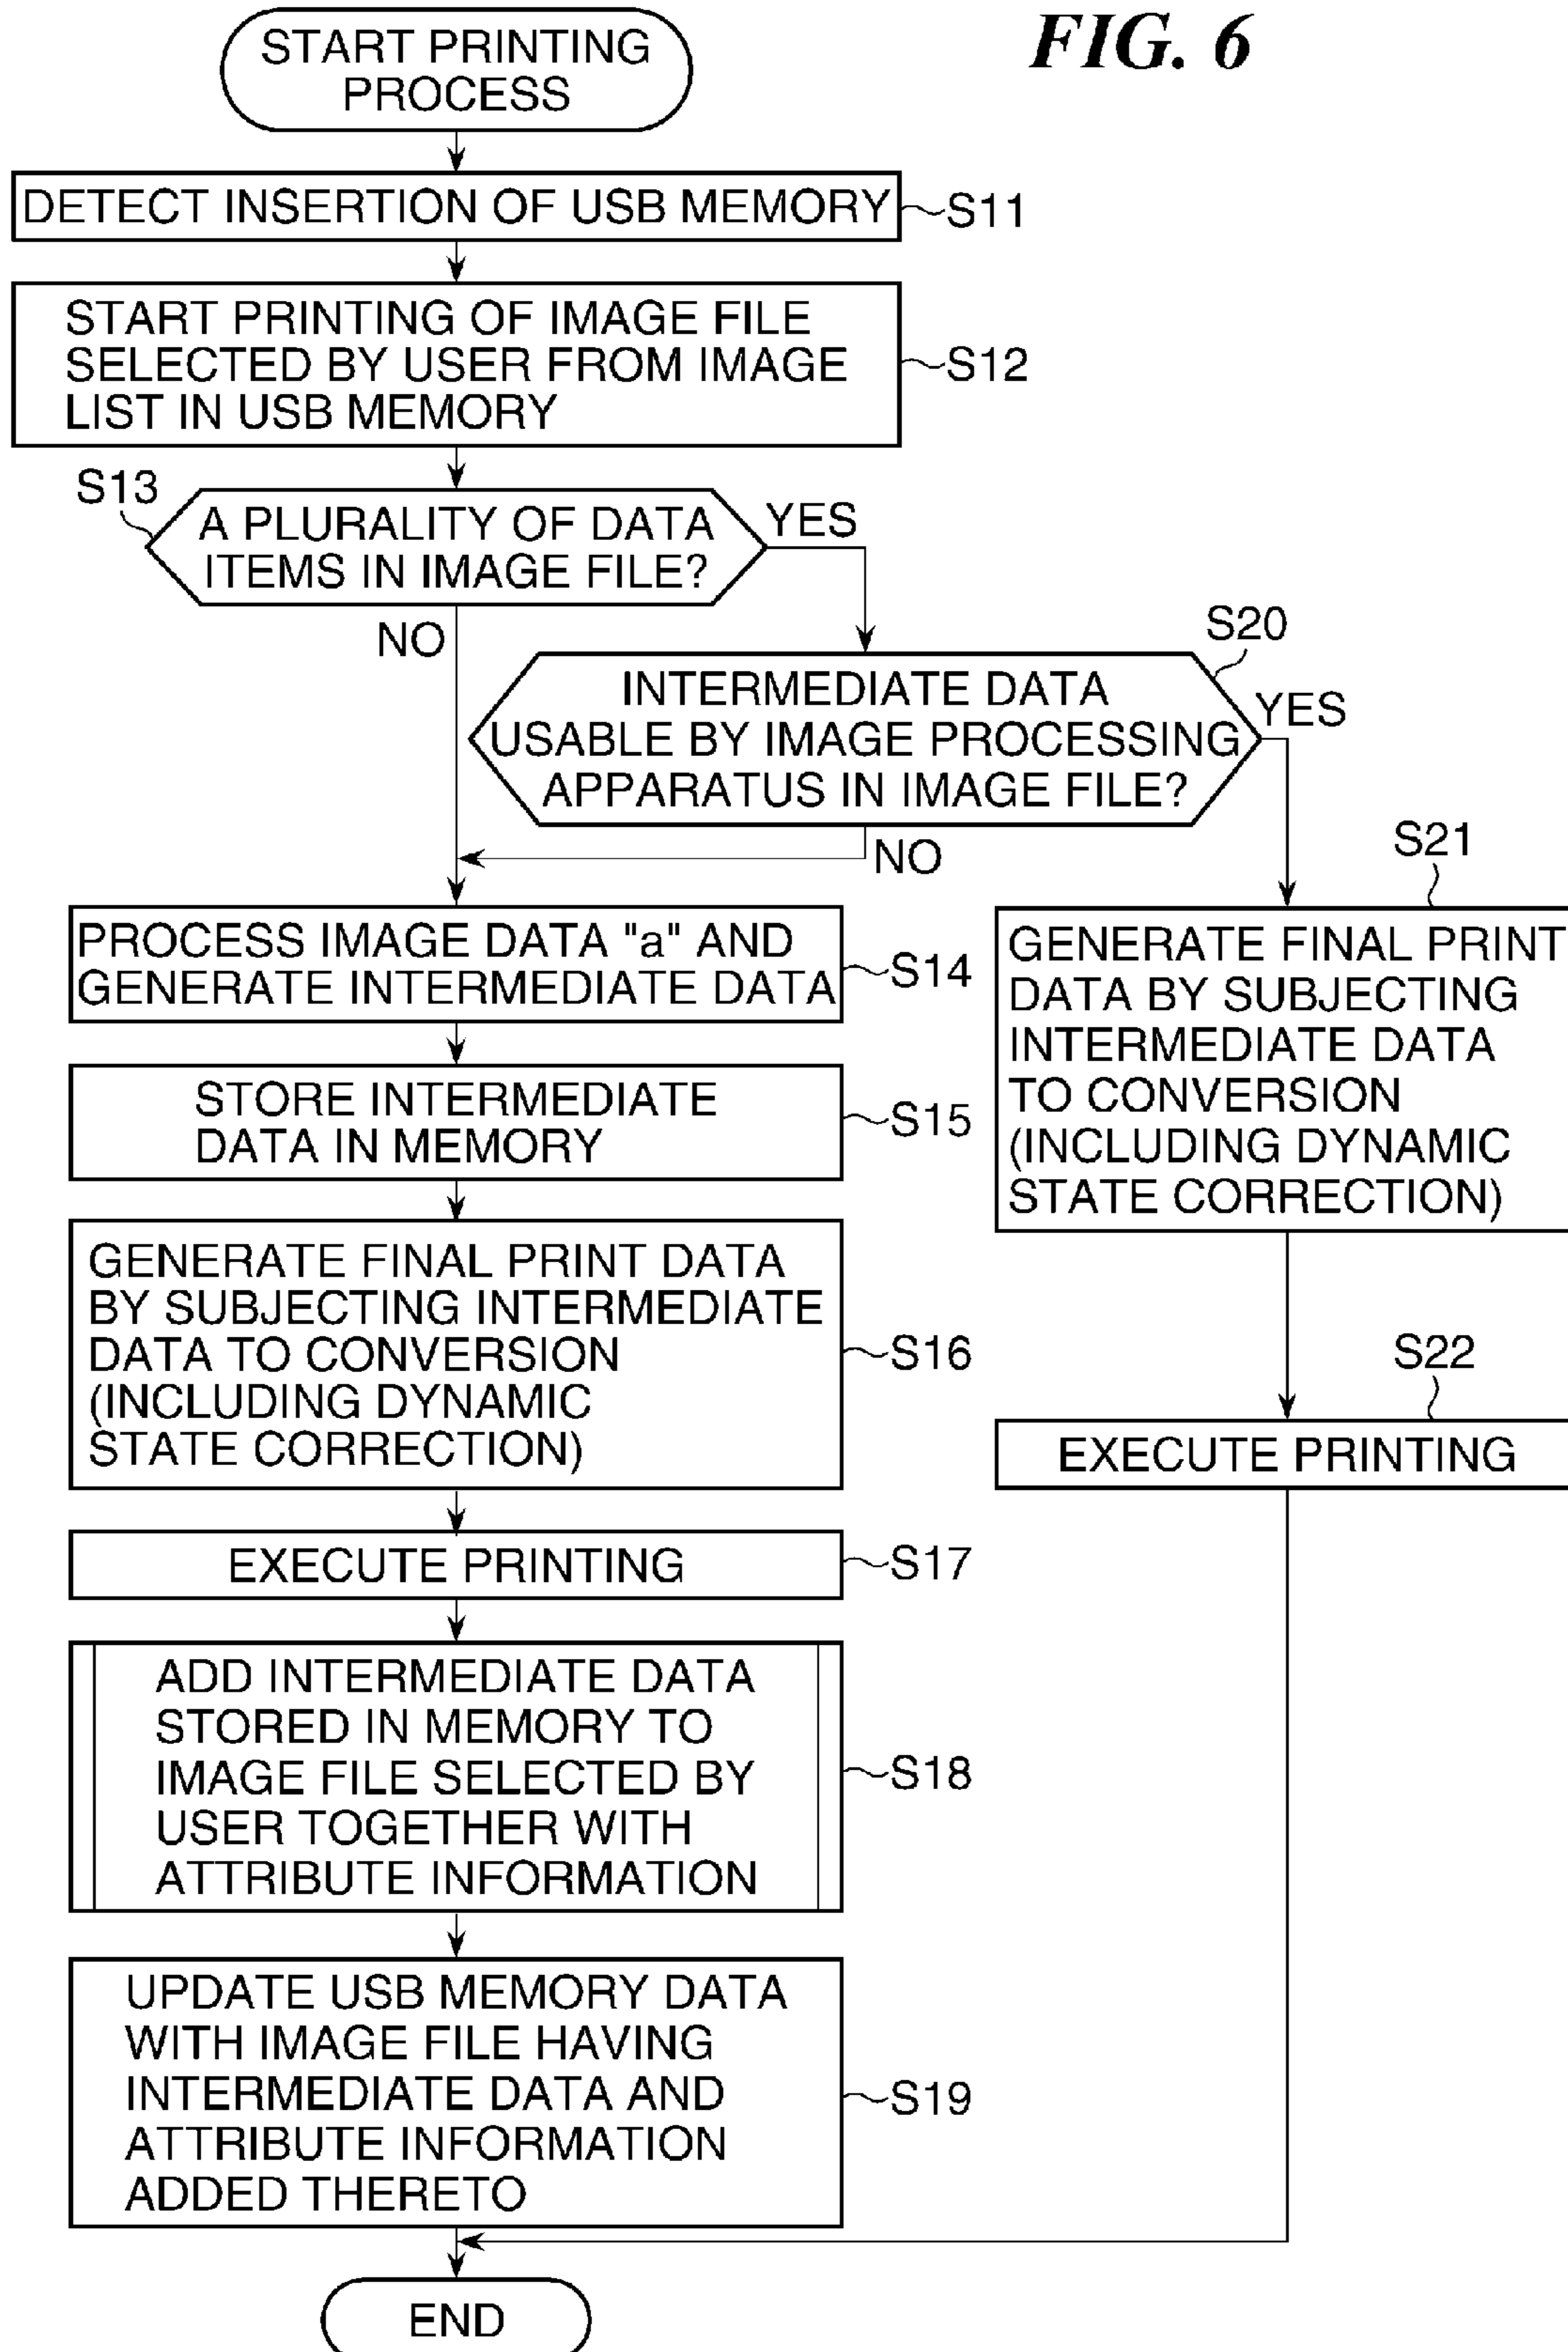 FIG. 6
START PRINTING
PROCESS
DETECT INSERTION OF USB MEMORY
S11
START PRINTING OF IMAGE FILE
SELECTED BY USER FROM IMAGE
LIST IN USB MEMORY
S12
S13
A PLURALITY OF DATA
ITEMS IN IMAGE FILE?
YES
NO
S20
INTERMEDIATE DATA
USABLE BY IMAGE PROCESSING
APPARATUS IN IMAGE FILE?
YES
NO
PROCESS IMAGE DATA "a" AND
GENERATE INTERMEDIATE DATA
S14
STORE INTERMEDIATE
DATA IN MEMORY
S15
GENERATE FINAL PRINT DATA
BY SUBJECTING INTERMEDIATE
DATA TO CONVERSION
(INCLUDING DYNAMIC
STATE CORRECTION)
S16
EXECUTE PRINTING
S17
ADD INTERMEDIATE DATA
STORED IN MEMORY TO
IMAGE FILE SELECTED BY
USER TOGETHER WITH
ATTRIBUTE INFORMATION
S18
UPDATE USB MEMORY DATA
WITH IMAGE FILE HAVING
INTERMEDIATE DATA AND
ATTRIBUTE INFORMATION
ADDED THERETO
S19
S21
GENERATE FINAL PRINT
DATA BY SUBJECTING
INTERMEDIATE DATA
TO CONVERSION
(INCLUDING DYNAMIC
STATE CORRECTION)
S22
EXECUTE PRINTING
END